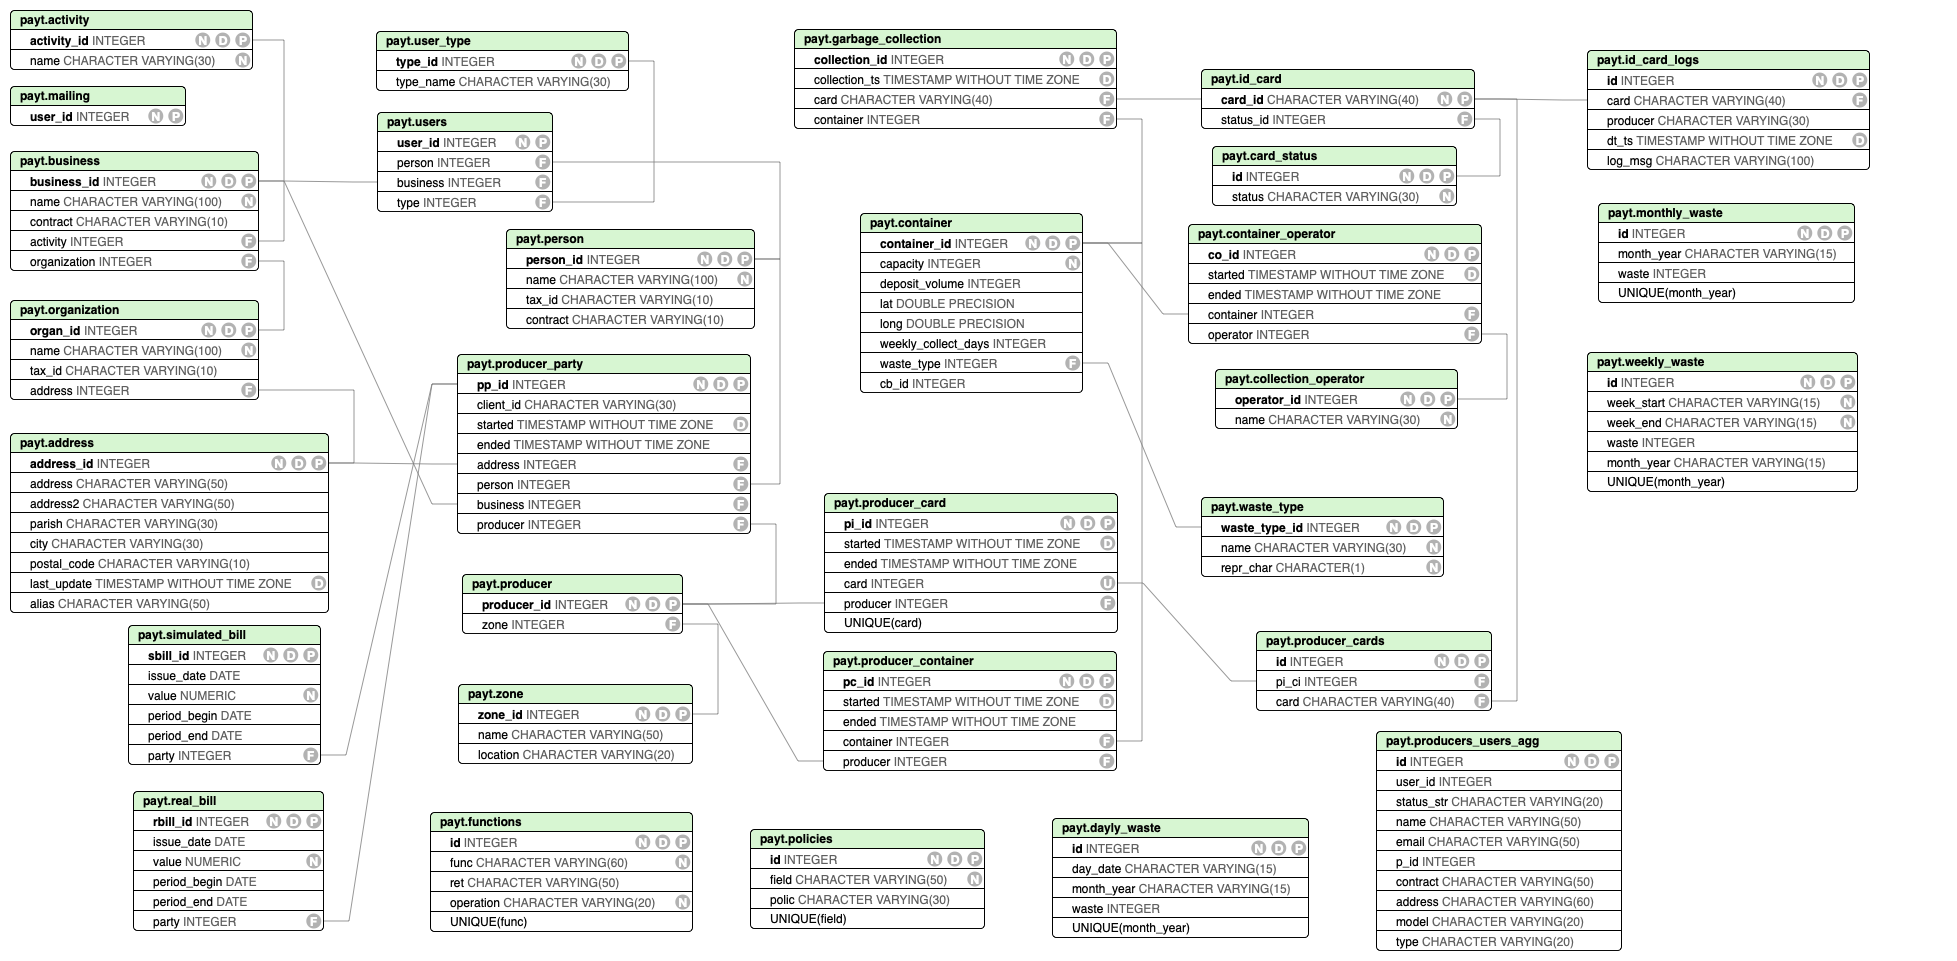 payt.activity
activity_id INTEGER N D P
name CHARACTER VARYING(30) N
payt.mailing
user_id INTEGER N P
payt.business
business_id INTEGER N D P
name CHARACTER VARYING(100) N
contract CHARACTER VARYING(10)
activity INTEGER F
organization INTEGER F
payt.organization
organ_id INTEGER N D P
name CHARACTER VARYING(100) N
tax_id CHARACTER VARYING(10)
address INTEGER F
payt.address
address_id INTEGER N D P
address CHARACTER VARYING(50)
address2 CHARACTER VARYING(50)
parish CHARACTER VARYING(30)
city CHARACTER VARYING(30)
postal_code CHARACTER VARYING(10)
last_update TIMESTAMP WITHOUT TIME ZONE D
alias CHARACTER VARYING(50)
payt.simulated_bill
sbill_id INTEGER N D P
issue_date DATE
value NUMERIC N
period_begin DATE
period_end DATE
party INTEGER F
payt.real_bill
rbill_id INTEGER N D P
issue_date DATE
value NUMERIC N
period_begin DATE
period_end DATE
party INTEGER F
payt.user_type
type_id INTEGER N D P
type_name CHARACTER VARYING(30)
payt.users
user_id INTEGER N P
person INTEGER F
business INTEGER F
type INTEGER F
payt.person
person_id INTEGER N D P
name CHARACTER VARYING(100) N
tax_id CHARACTER VARYING(10)
contract CHARACTER VARYING(10)
payt.producer_party
pp_id INTEGER N D P
client_id CHARACTER VARYING(30)
started TIMESTAMP WITHOUT TIME ZONE D
ended TIMESTAMP WITHOUT TIME ZONE
address INTEGER F
person INTEGER F
business INTEGER F
producer INTEGER F
payt.producer
producer_id INTEGER N D P
zone INTEGER F
payt.zone
zone_id INTEGER N D P
name CHARACTER VARYING(50)
location CHARACTER VARYING(20)
payt.functions
id INTEGER N D P
func CHARACTER VARYING(60) N
ret CHARACTER VARYING(50)
operation CHARACTER VARYING(20) N
UNIQUE(func)
payt.garbage_collection
collection_id INTEGER N D P
collection_ts TIMESTAMP WITHOUT TIME ZONE D
card CHARACTER VARYING(40) F
container INTEGER F
payt.container
container_id INTEGER N D P
capacity INTEGER N
deposit_volume INTEGER
lat DOUBLE PRECISION
long DOUBLE PRECISION
weekly_collect_days INTEGER
waste_type INTEGER F
cb_id INTEGER
payt.producer_card
pi_id INTEGER N D P
started TIMESTAMP WITHOUT TIME ZONE D
ended TIMESTAMP WITHOUT TIME ZONE
card INTEGER U
producer INTEGER F
UNIQUE(card)
payt.producer_container
pc_id INTEGER N D P
started TIMESTAMP WITHOUT TIME ZONE D
ended TIMESTAMP WITHOUT TIME ZONE
container INTEGER F
producer INTEGER F
payt.policies
id INTEGER N D P
field CHARACTER VARYING(50) N
polic CHARACTER VARYING(30)
UNIQUE(field)
payt.id_card
card_id CHARACTER VARYING(40) N P
status_id INTEGER F
payt.card_status
id INTEGER N D P
status CHARACTER VARYING(30) N
payt.container_operator
co_id INTEGER N D P
started TIMESTAMP WITHOUT TIME ZONE D
ended TIMESTAMP WITHOUT TIME ZONE
container INTEGER F
operator INTEGER F
payt.collection_operator
operator_id INTEGER N D P
name CHARACTER VARYING(30) N
payt.waste_type
waste_type_id INTEGER N D P
name CHARACTER VARYING(30) N
repr_char CHARACTER(1) N
payt.producer_cards
id INTEGER N D P
pi_ci INTEGER F
card CHARACTER VARYING(40) F
payt.dayly_waste
id INTEGER N D P
day_date CHARACTER VARYING(15)
month_year CHARACTER VARYING(15)
waste INTEGER
UNIQUE(month_year)
payt.id_card_logs
id INTEGER N D P
card CHARACTER VARYING(40) F
producer CHARACTER VARYING(30)
dt_ts TIMESTAMP WITHOUT TIME ZONE D
log_msg CHARACTER VARYING(100)
payt.monthly_waste
id INTEGER N D P
month_year CHARACTER VARYING(15)
waste INTEGER
UNIQUE(month_year)
payt.weekly_waste
id INTEGER N D P
week_start CHARACTER VARYING(15) N
week_end CHARACTER VARYING(15) N
waste INTEGER
month_year CHARACTER VARYING(15)
UNIQUE(month_year)
payt.producers_users_agg
id INTEGER N D P
user_id INTEGER
status_str CHARACTER VARYING(20)
name CHARACTER VARYING(50)
email CHARACTER VARYING(50)
p_id INTEGER
contract CHARACTER VARYING(50)
address CHARACTER VARYING(60)
model CHARACTER VARYING(20)
type CHARACTER VARYING(20)